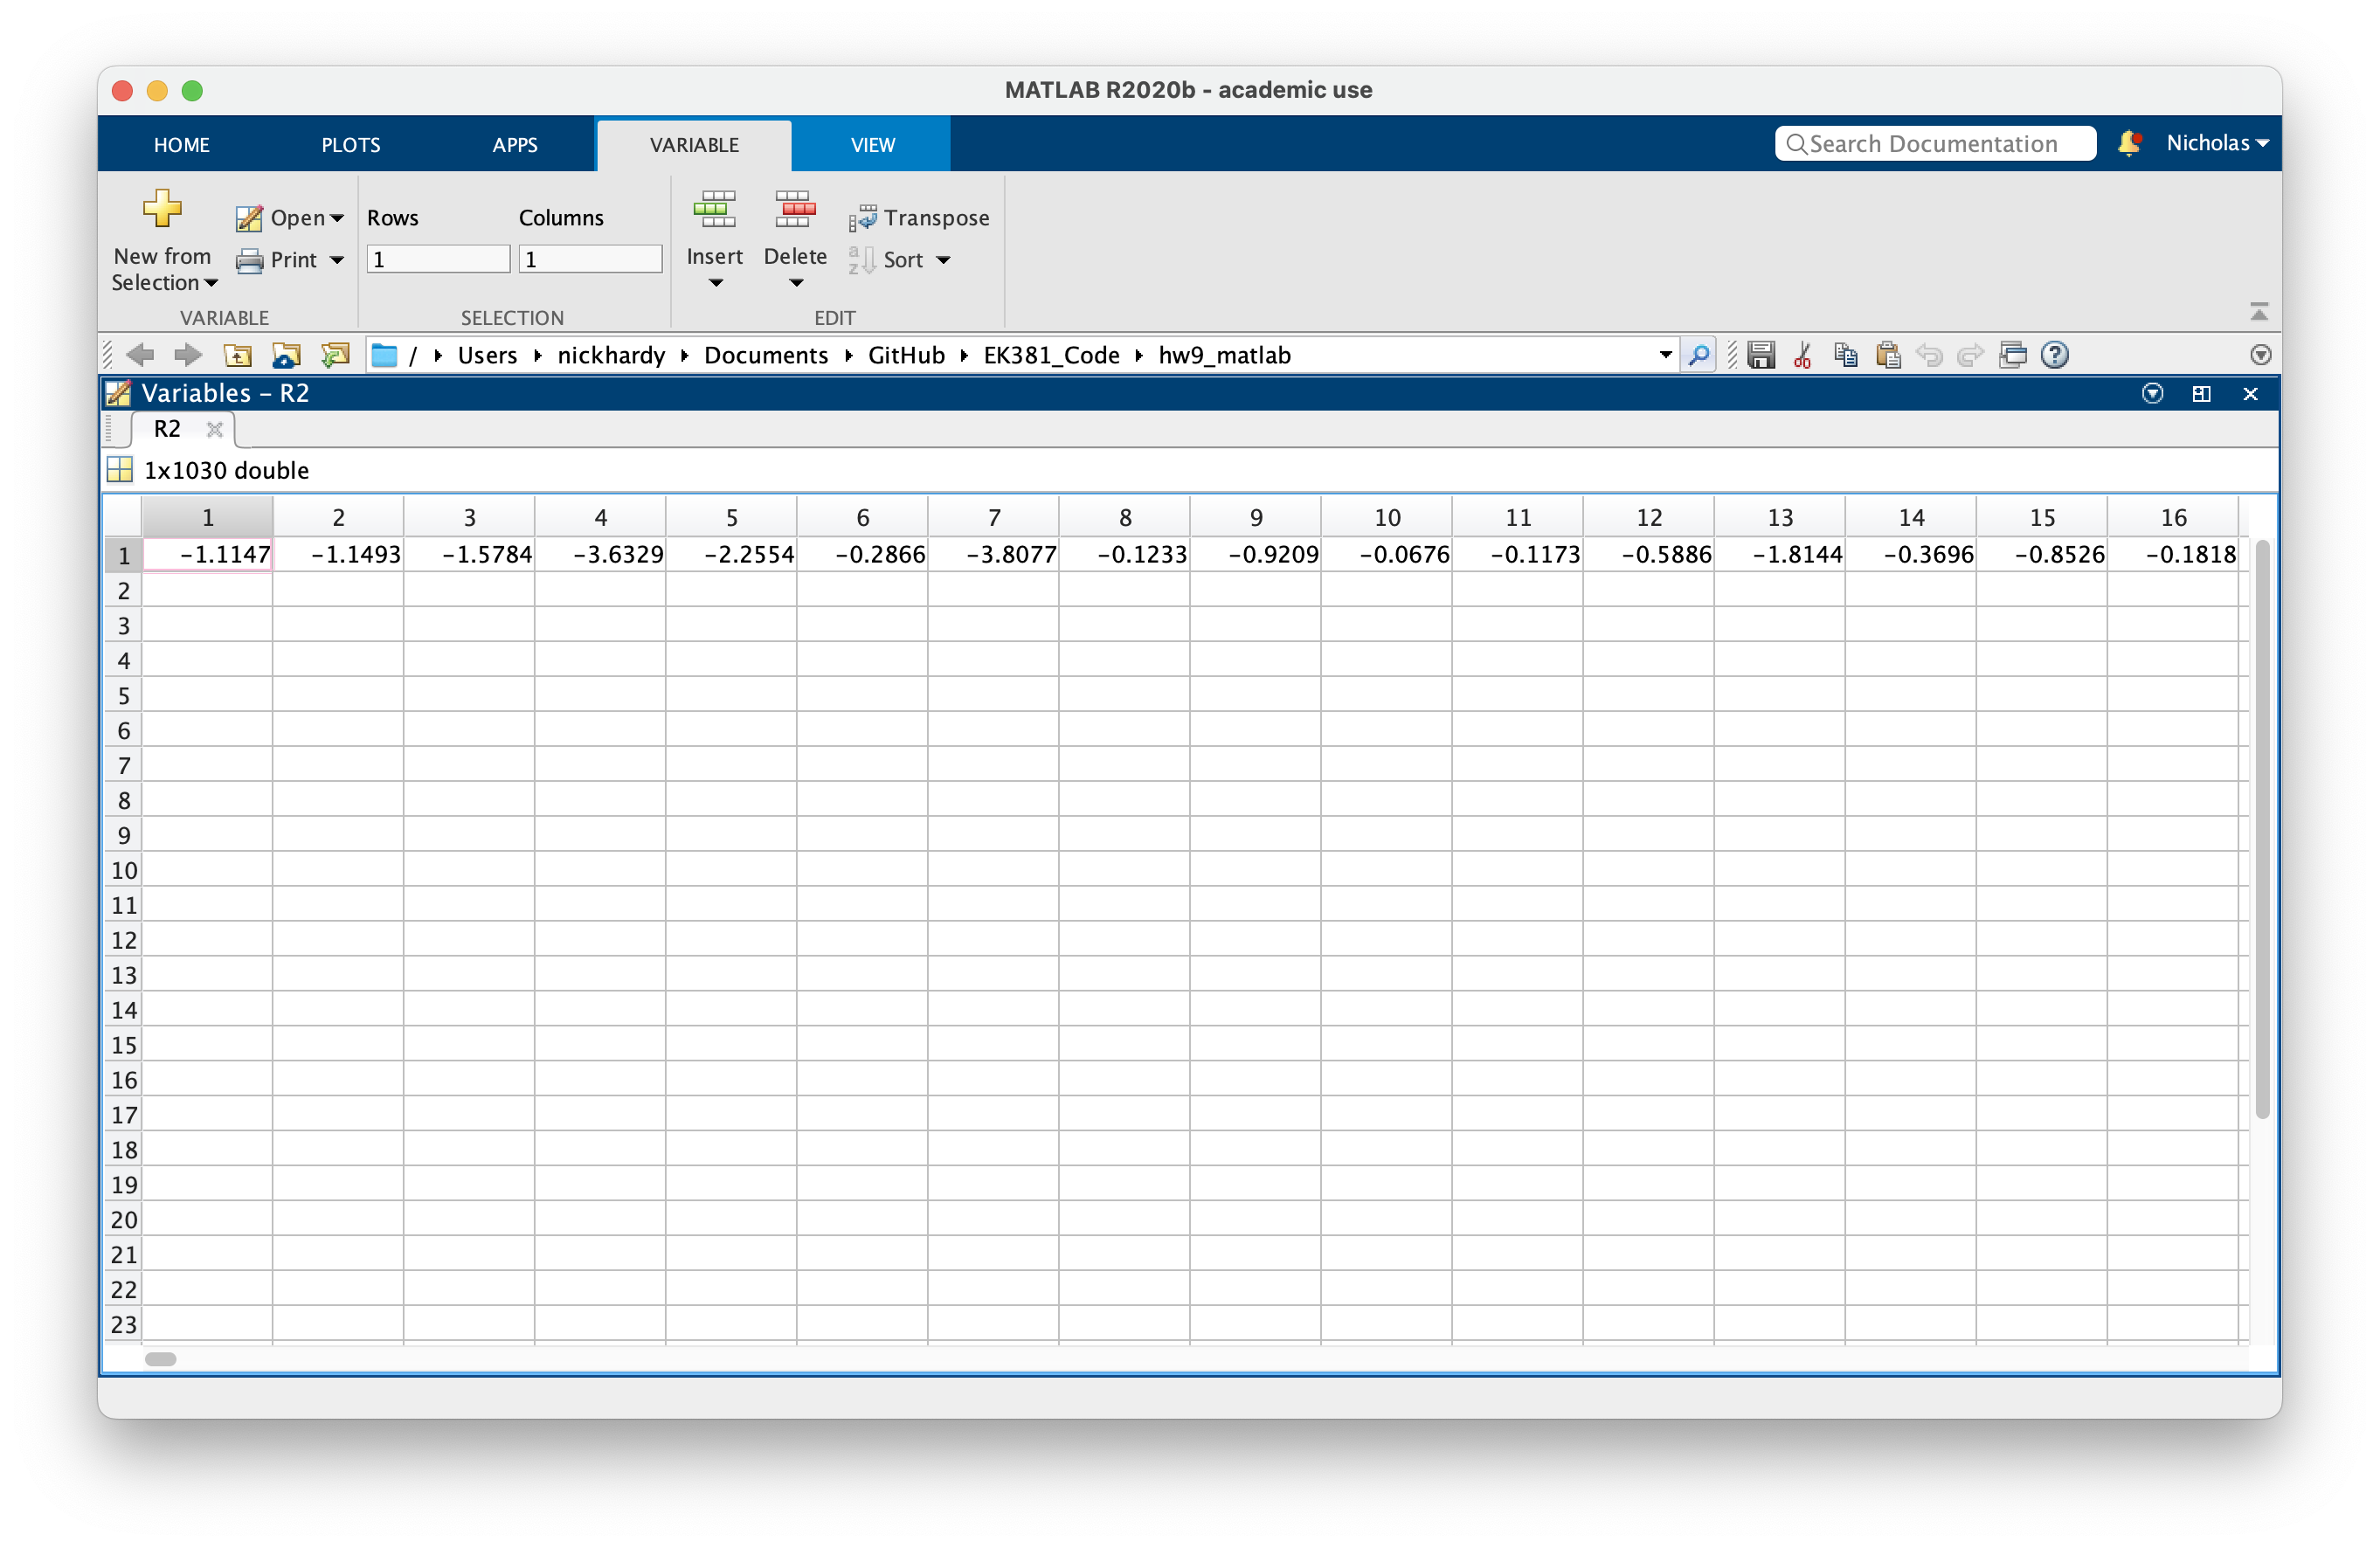 MATLAB R2020b - academic use
HOME PLOTS APPS VARIABLE VIEW Search Documentation Nicholas
New from Selection Open Print Rows Columns Insert Delete Transpose Sort
1 1
VARIABLE SELECTION EDIT
/ Users nickhardy Documents GitHub EK381_Code hw9_matlab
Variables - R2
R2
1x1030 double
1 2 3 4 5 6 7 8 9 10 11 12 13 14 15 16
1 -1.1147 -1.1493 -1.5784 -3.6329 -2.2554 -0.2866 -3.8077 -0.1233 -0.9209 -0.0676 -0.1173 -0.5886 -1.8144 -0.3696 -0.8526 -0.1818
2
3
4
5
6
7
8
9
10
11
12
13
14
15
16
17
18
19
20
21
22
23